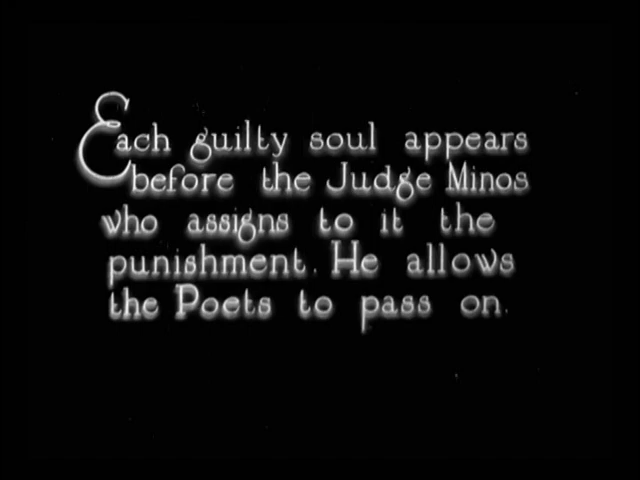 Each guilty soul appears
before the Judge Minos
who assigns to it the
punishment. He allows
the Poets to pass on.